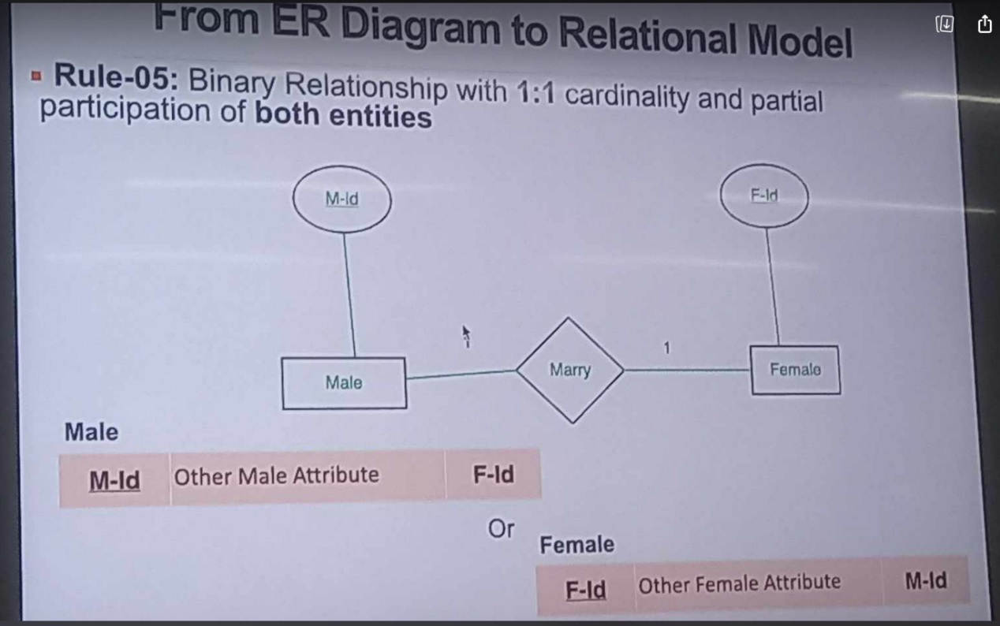 From ER Diagram to Relational Model
▪ Rule-05: Binary Relationship with 1:1 cardinality and partial
participation of both entities
M-Id
F-Id
1
1
Marry
Male
Female
Male
M-Id Other Male Attribute F-Id
Or
Female
F-Id Other Female Attribute M-Id